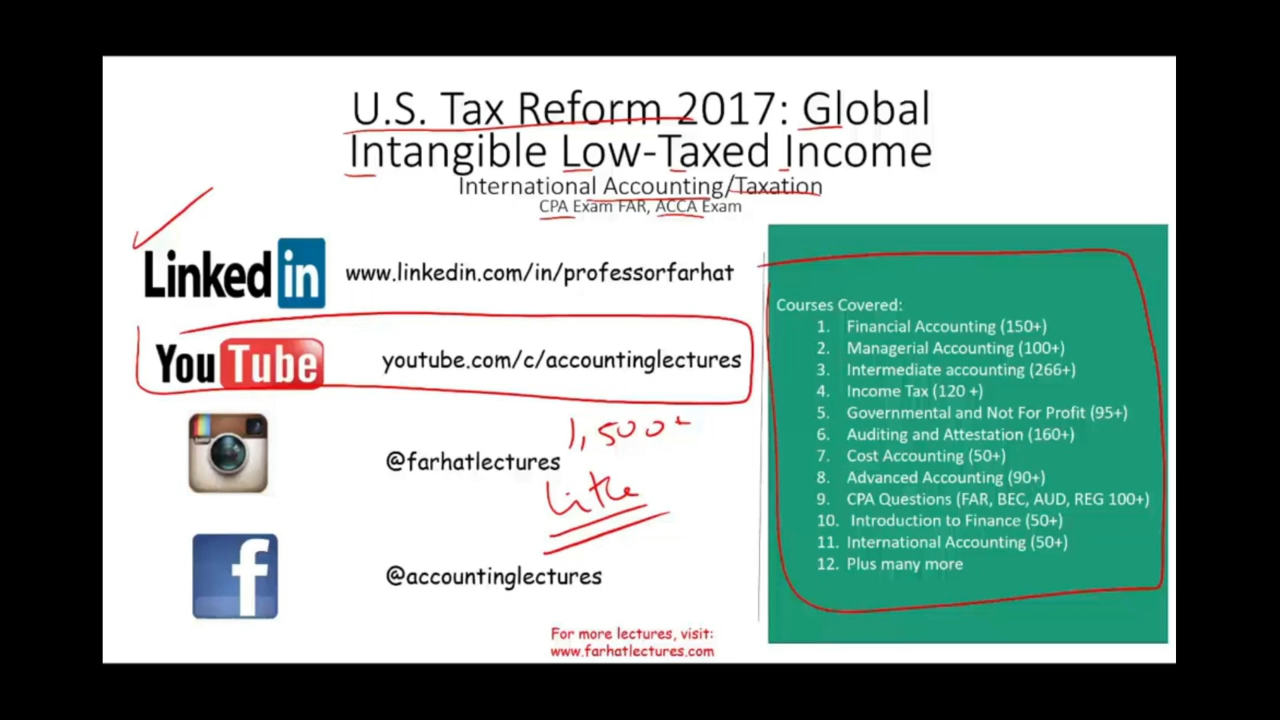 U.S. Tax Reform 2017: Global
Intangible Low-Taxed Income
International Accounting/Taxation
CPA Exam FAR, ACCA Exam
Linked in
www.linkedin.com/in/professorfarhat
You Tube
youtube.com/c/accountinglectures
1,500+
@farhatlectures
Like
f
@accountinglectures
For more lectures, visit:
www.farhatlectures.com
Courses Covered:
1. Financial Accounting (150+)
2. Managerial Accounting (100+)
3. Intermediate accounting (266+)
4. Income Tax (120 +)
5. Governmental and Not For Profit (95+)
6. Auditing and Attestation (160+)
7. Cost Accounting (50+)
8. Advanced Accounting (90+)
9. CPA Questions (FAR, BEC, AUD, REG 100+)
10. Introduction to Finance (50+)
11. International Accounting (50+)
12. Plus many more